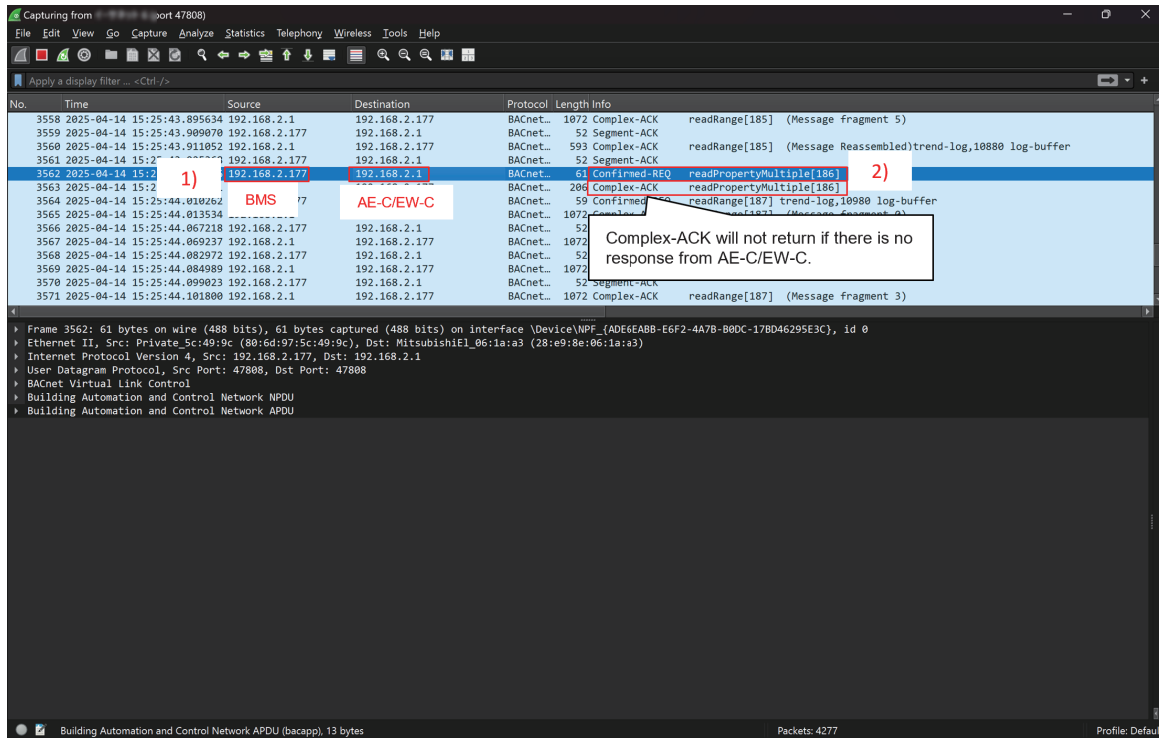 Capturing from port 47808)
File Edit View Go Capture Analyze Statistics Telephony Wireless Tools Help
Apply a display filter ... <Ctrl-/>
No. Time Source Destination Protocol Length Info
3558 2025-04-14 15:25:43.895634 192.168.2.1 192.168.2.177 BACnet… 1072 Complex-ACK readRange[185] (Message fragment 5)
3559 2025-04-14 15:25:43.909070 192.168.2.177 192.168.2.1 BACnet… 52 Segment-ACK
3560 2025-04-14 15:25:43.911052 192.168.2.1 192.168.2.177 BACnet… 593 Complex-ACK readRange[185] (Message Reassembled)trend-log,10880 log-buffer
3561 2025-04-14 192.168.2.177 192.168.2.1 BACnet… 52 Segment-ACK
3562 2025-04-14 15:2 192.168.2.177 192.168.2.1 BACnet… 61 Confirmed-REQ readPropertyMultiple[186]
3563 2025-04-14 15:2 BACnet… 206 Complex-ACK readPropertyMultiple[186]
3564 2025-04-14 15:25:44.010262 77 BACnet… 59 Confirmed readRange[187] trend-log,10980 log-buffer
3565 2025-04-14 15:25:44.013534 BACnet… 1072
3566 2025-04-14 15:25:44.067218 192.168.2.177 192.168.2.1 BACnet… 52
3567 2025-04-14 15:25:44.069237 192.168.2.1 192.168.2.177 BACnet… 1072
3568 2025-04-14 15:25:44.082972 192.168.2.177 192.168.2.1 BACnet… 52
3569 2025-04-14 15:25:44.084989 192.168.2.1 192.168.2.177 BACnet… 1072
3570 2025-04-14 15:25:44.099023 192.168.2.177 192.168.2.1 BACnet… 52 Segment-ACK
3571 2025-04-14 15:25:44.101800 192.168.2.1 192.168.2.177 BACnet… 1072 Complex-ACK readRange[187] (Message fragment 3)
1)
BMS
AE-C/EW-C
2)
Complex-ACK will not return if there is no
response from AE-C/EW-C.
Frame 3562: 61 bytes on wire (488 bits), 61 bytes captured (488 bits) on interface \Device\NPF_{ADE6EABB-E6F2-4A7B-B0DC-17BD46295E3C}, id 0
Ethernet II, Src: Private_5c:49:9c (80:6d:97:5c:49:9c), Dst: MitsubishiEl_06:1a:a3 (28:e9:8e:06:1a:a3)
Internet Protocol Version 4, Src: 192.168.2.177, Dst: 192.168.2.1
User Datagram Protocol, Src Port: 47808, Dst Port: 47808
BACnet Virtual Link Control
Building Automation and Control Network NPDU
Building Automation and Control Network APDU
Building Automation and Control Network APDU (bacapp), 13 bytes
Packets: 4277
Profile: Defaul